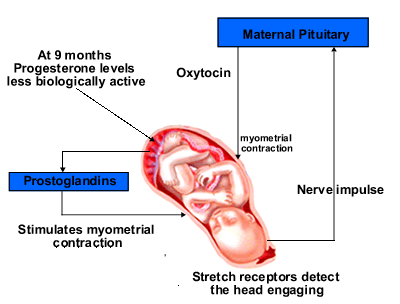 Maternal Pituitary
At 9 months
Progesterone levels
less biologically active
Oxytocin
myometrial
contraction
Prostoglandins
Nerve impulse
Stimulates myometrial
contraction
Stretch receptors detect
the head engaging